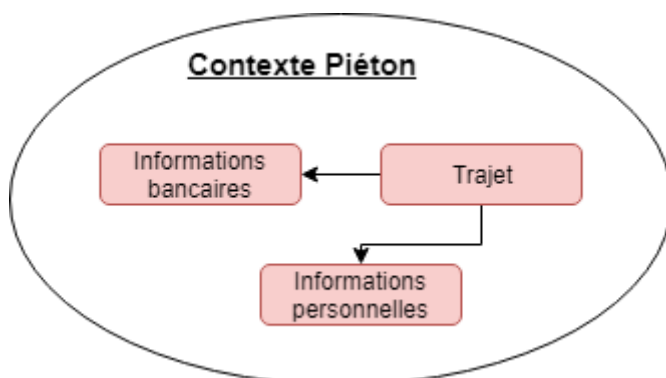 Contexte Piéton
Informations
bancaires
Trajet
Informations
personnelles